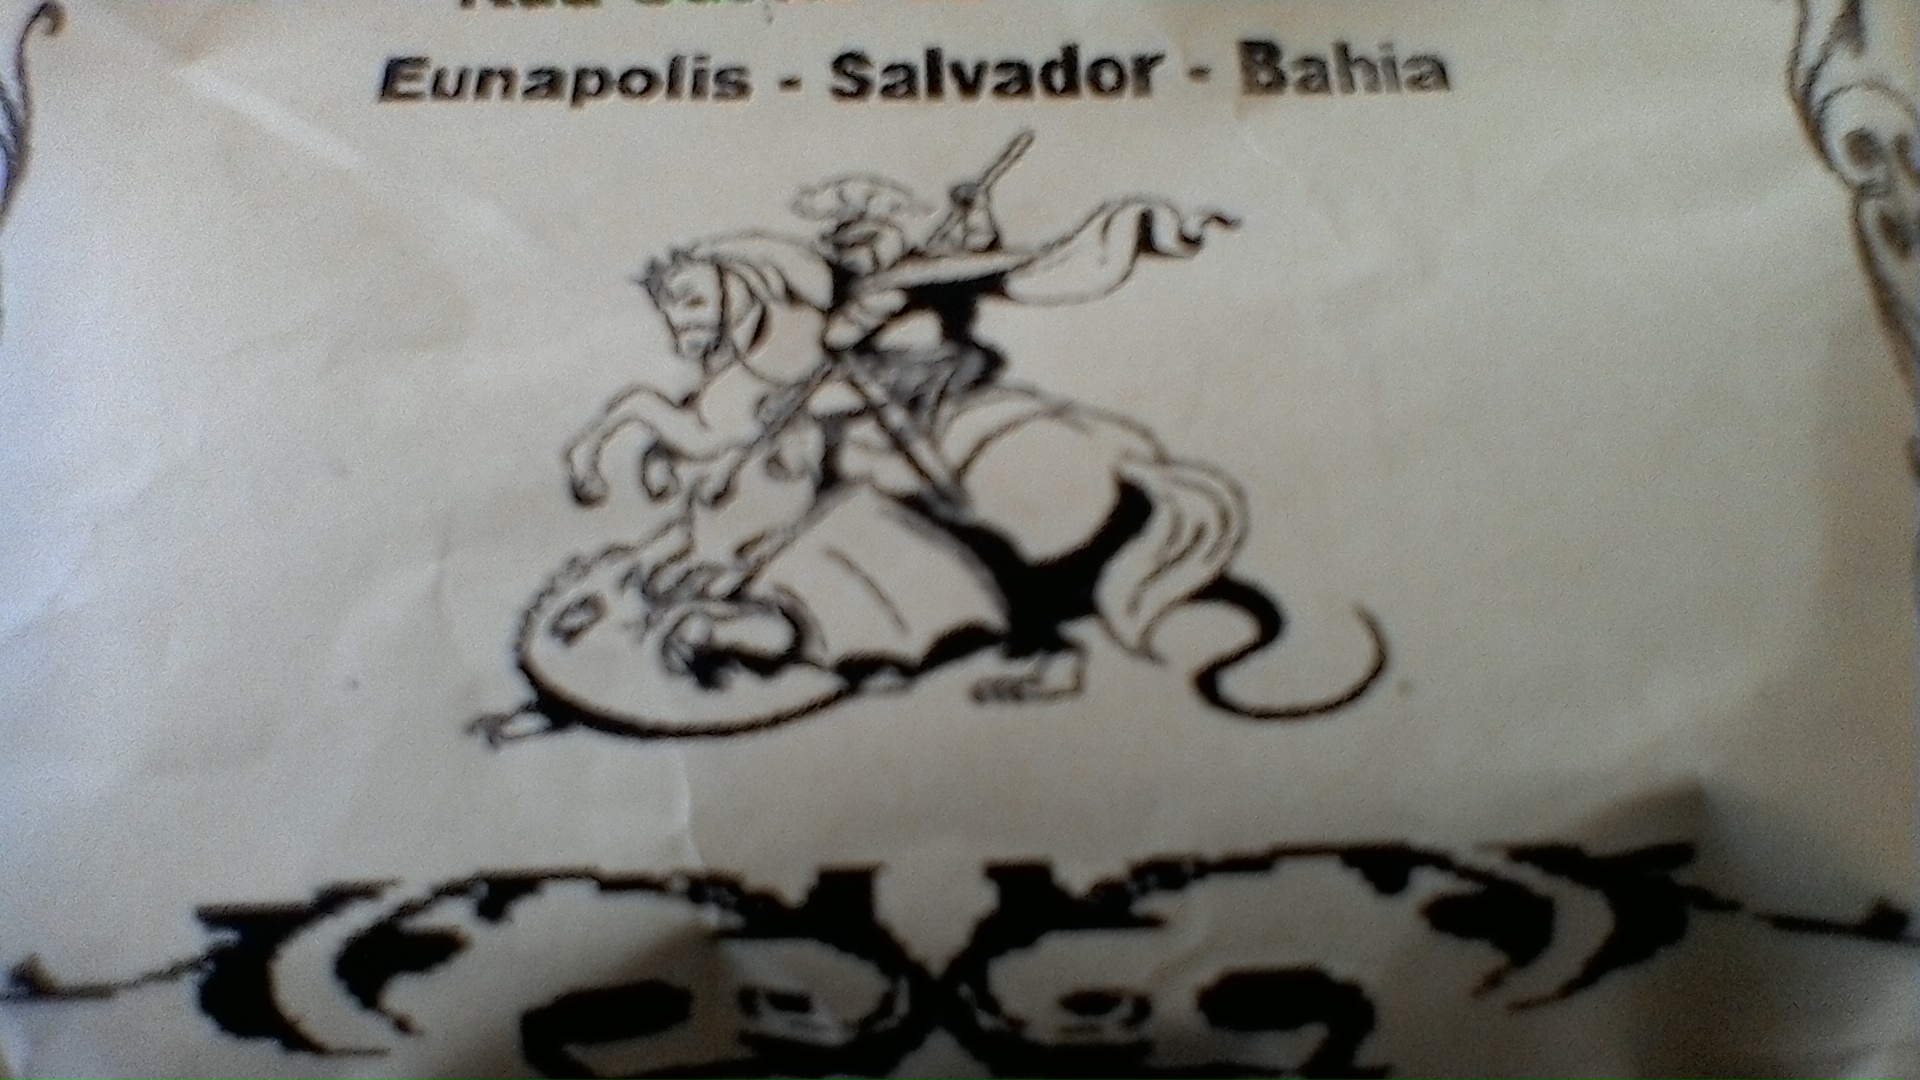 Eunapolis - Salvador - Bahia